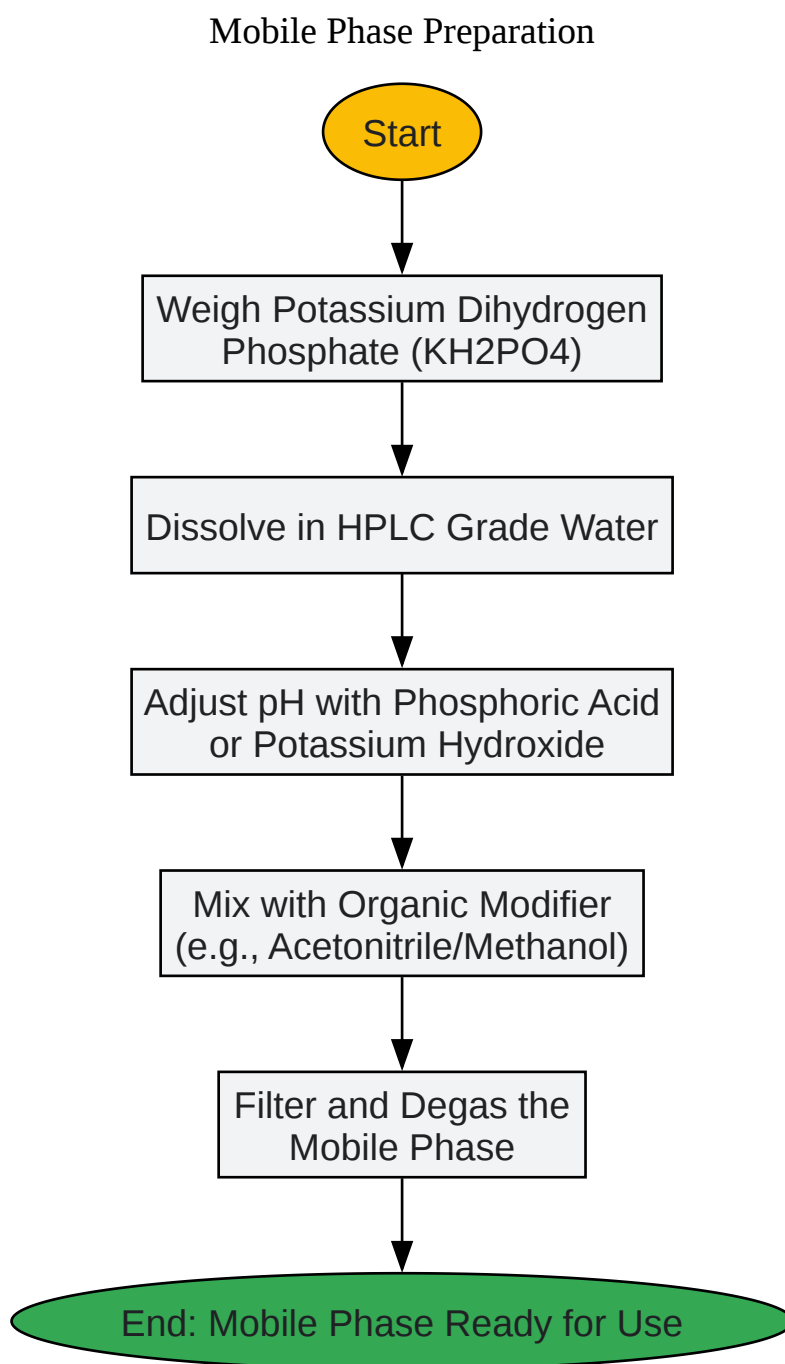 Mobile Phase Preparation
Start
Weigh Potassium Dihydrogen
Phosphate (KH2PO4)
Dissolve in HPLC Grade Water
Adjust pH with Phosphoric Acid
or Potassium Hydroxide
Mix with Organic Modifier
(e.g., Acetonitrile/Methanol)
Filter and Degas the
Mobile Phase
End: Mobile Phase Ready for Use